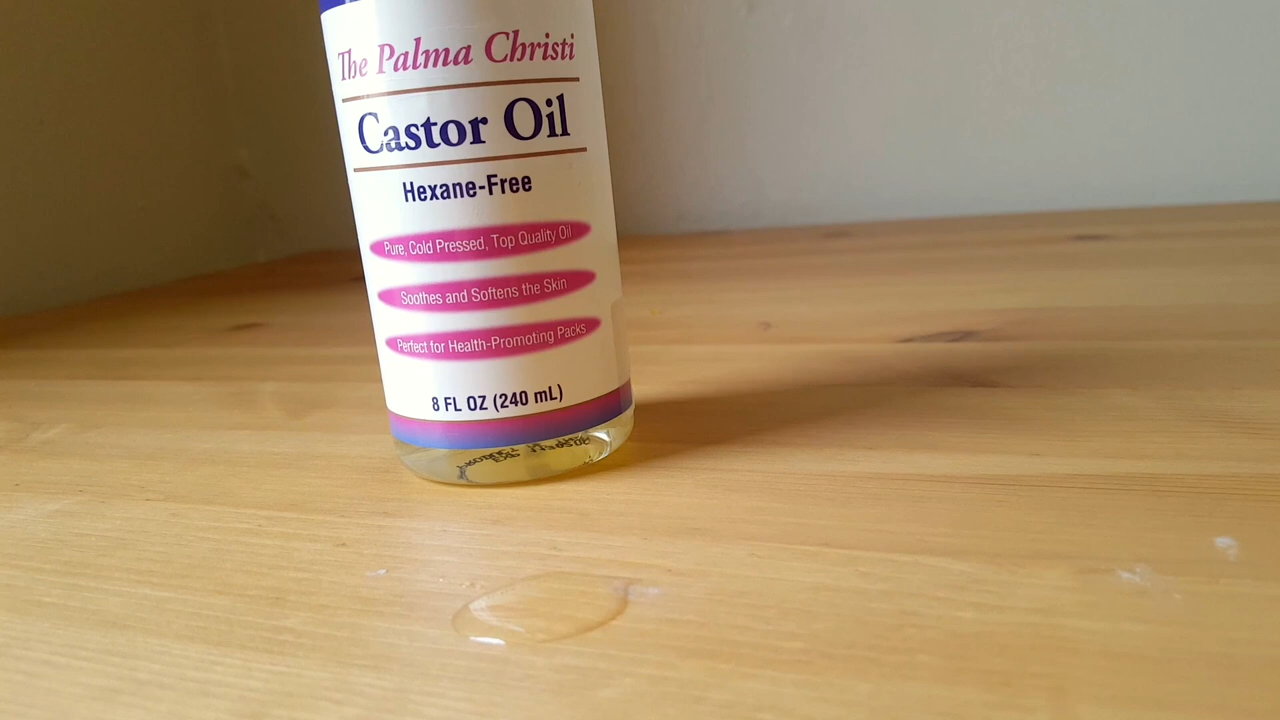 The Palma Christi
Castor Oil
Hexane-Free
Pure, Cold Pressed, Top Quality Oil
Soothes and Softens the Skin
Perfect for Health-Promoting Packs
8 FL OZ (240 mL)